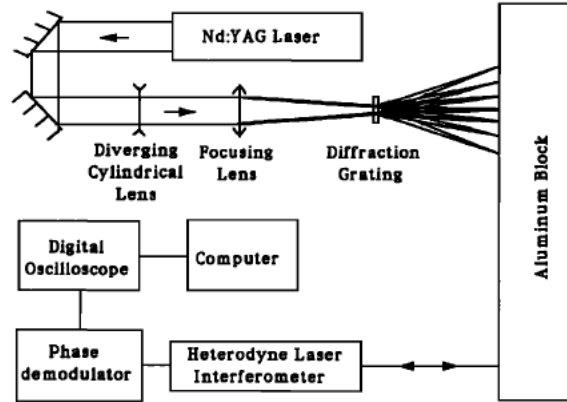 Nd:YAG Laser
Diverging
Cylindrical
Lens
Focusing
Lens
Diffraction
Grating
Aluminum Block
Digital
Oscilioscope
Computer
Phase
demodulator
Heterodyne Laser
Interferometer